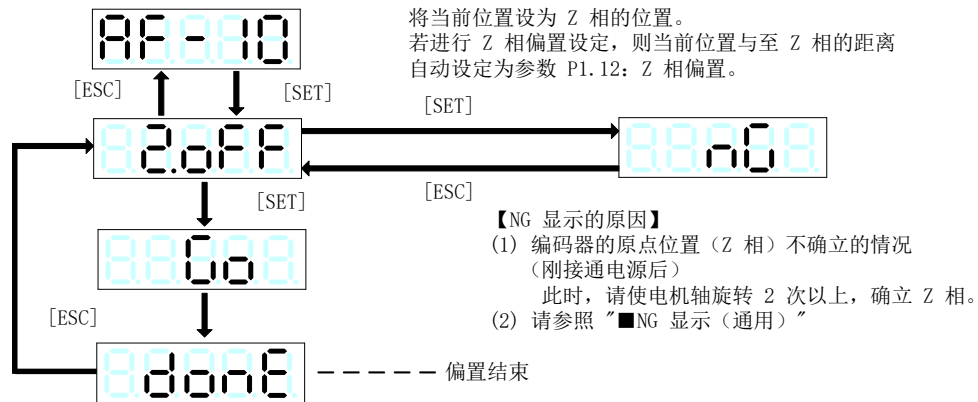 AF-10
将当前位置设为 Z 相的位置。
若进行 Z 相偏置设定，则当前位置与至 Z 相的距离
自动设定为参数 P1.12：Z 相偏置。
[ESC]
[SET]
[SET]
Z.oFF
nG
[ESC]
[SET]
Go
【NG 显示的原因】
(1) 编码器的原点位置（Z 相）不确立的情况
（刚接通电源后）
此时，请使电机轴旋转 2 次以上，确立 Z 相。
(2) 请参照 "■NG 显示（通用）"
[ESC]
donE
偏置结束